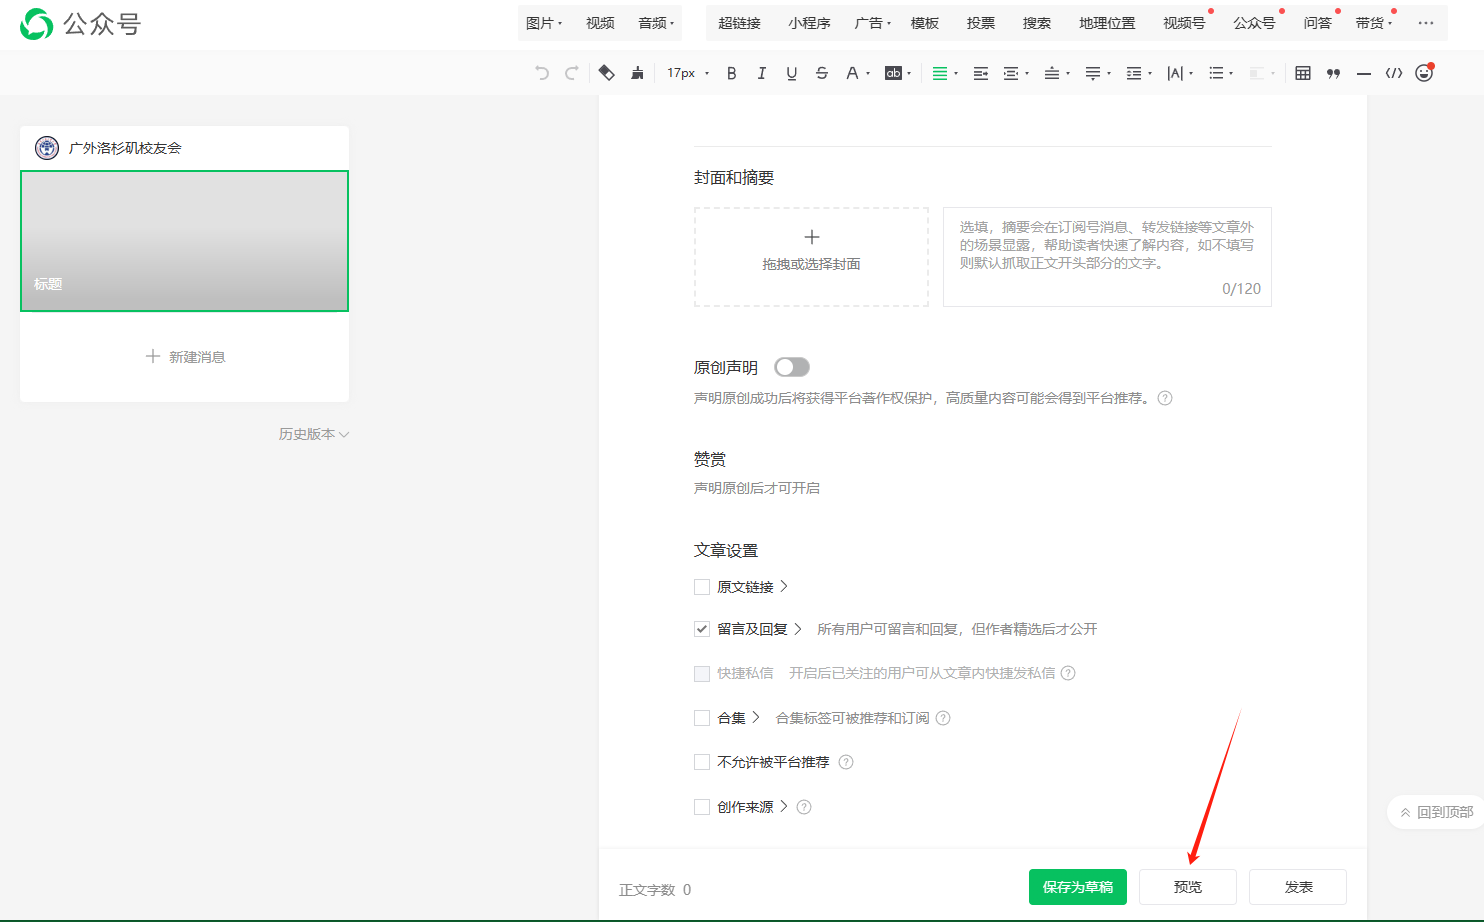 公众号
图片 视频 音频 超链接 小程序 广告 模板 投票 搜索 地理位置 视频号 公众号 问答 带货 ···
17px B I U S A ab |A|
广外洛杉矶校友会
标题
新建消息
历史版本
封面和摘要
拖拽或选择封面
选填，摘要会在订阅号消息、转发链接等文章外
的场景显露，帮助读者快速了解内容，如不填写
则默认抓取正文开头部分的文字。
0/120
原创声明
声明原创成功后将获得平台著作权保护，高质量内容可能会得到平台推荐。
赞赏
声明原创后才可开启
文章设置
原文链接
留言及回复 所有用户可留言和回复，但作者精选后才公开
快捷私信 开启后已关注的用户可从文章内快捷发私信
合集 合集标签可被推荐和订阅
不允许被平台推荐
创作来源
回到顶部
正文字数 0 保存为草稿 预览 发表